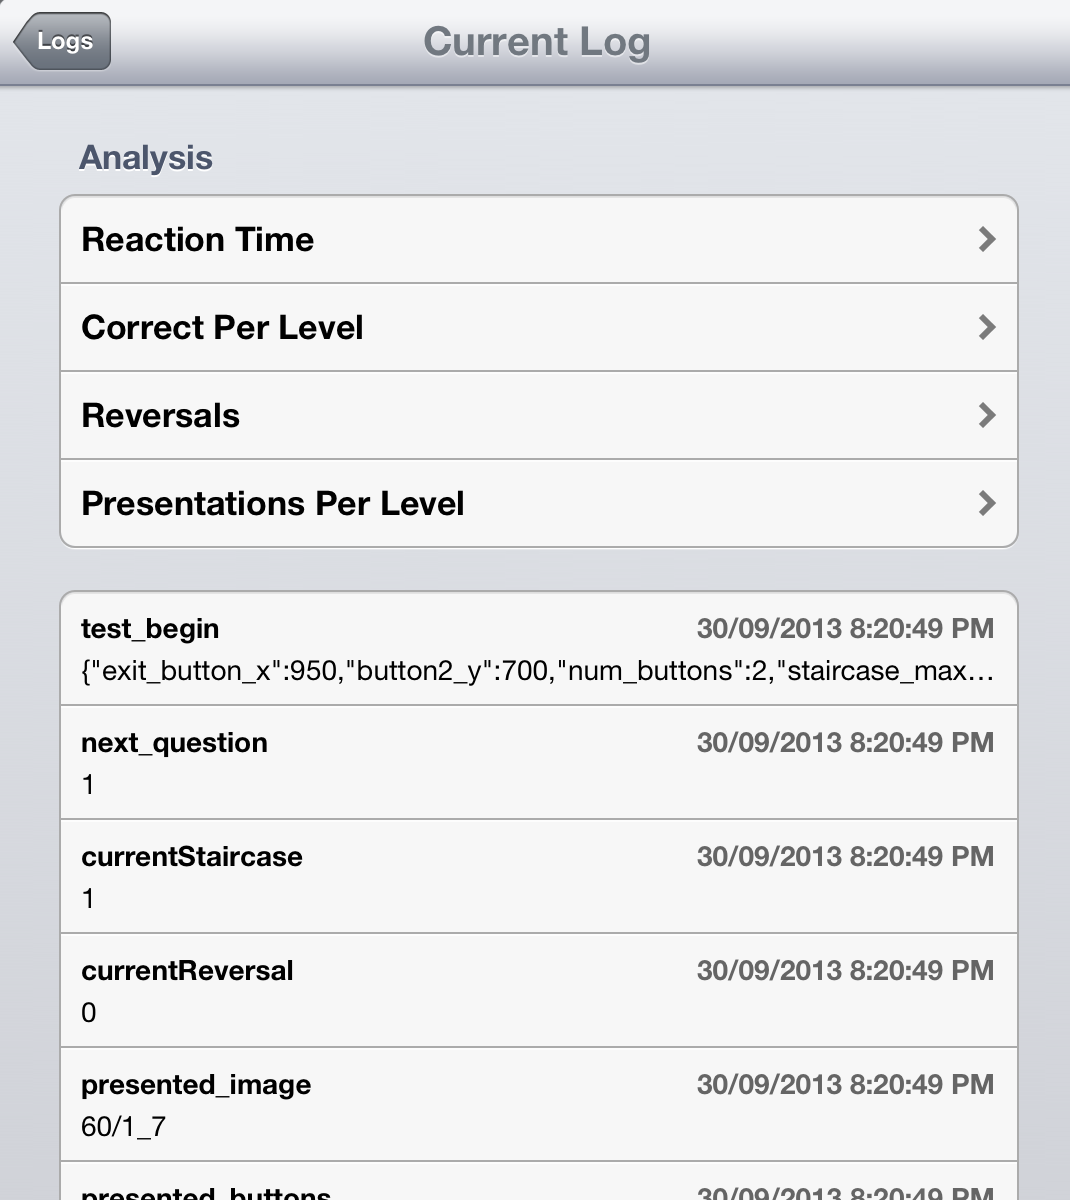 Logs
Current Log
Analysis
Reaction Time
Correct Per Level
Reversals
Presentations Per Level
test_begin 30/09/2013 8:20:49 PM
{"exit_button_x":950,"button2_y":700,"num_buttons":2,"staircase_max...
next_question 30/09/2013 8:20:49 PM
1
currentStaircase 30/09/2013 8:20:49 PM
1
currentReversal 30/09/2013 8:20:49 PM
0
presented_image 30/09/2013 8:20:49 PM
60/1_7
presented_buttons 30/09/2013 8:20:49 PM